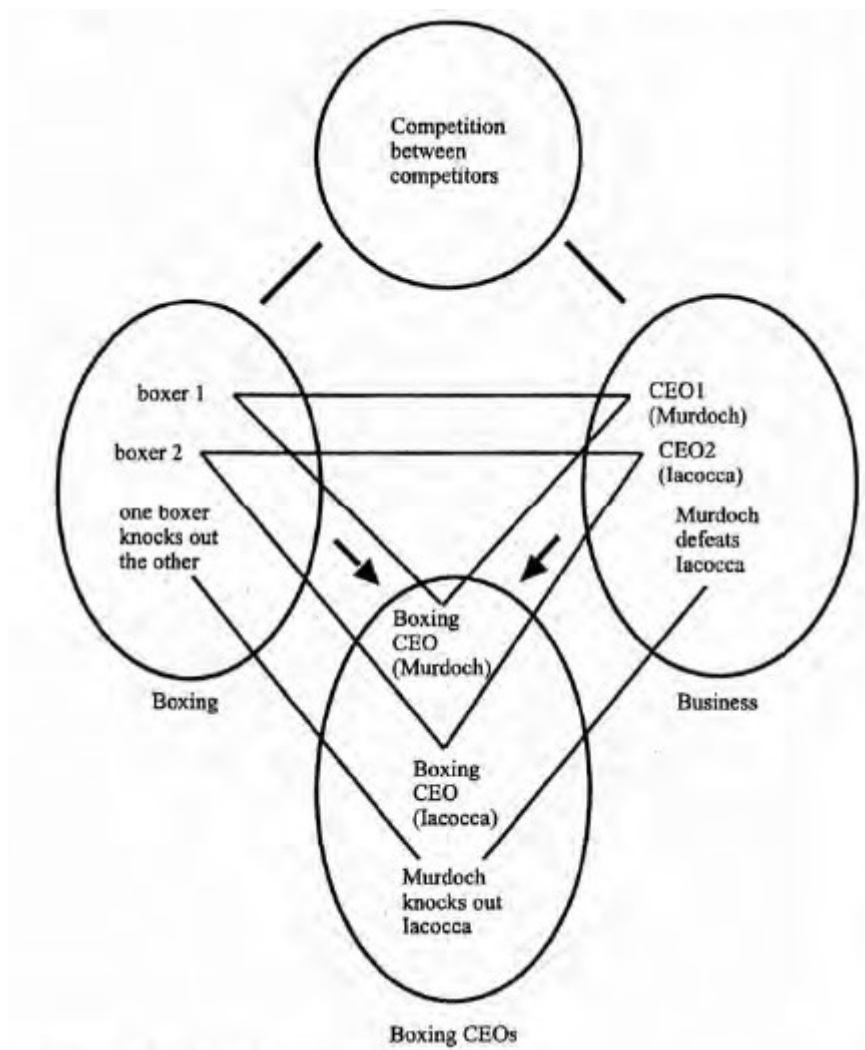 Competition
between
competitors
boxer 1
boxer 2
one boxer
knocks out
the other
CEO1
(Murdoch)
CEO2
(Iacocca)
Murdoch
defeats
Iacocca
Boxing
CEO
(Murdoch)
Boxing
Business
Boxing
CEO
(Iacocca)
Murdoch
knocks out
Iacocca
Boxing CEOs